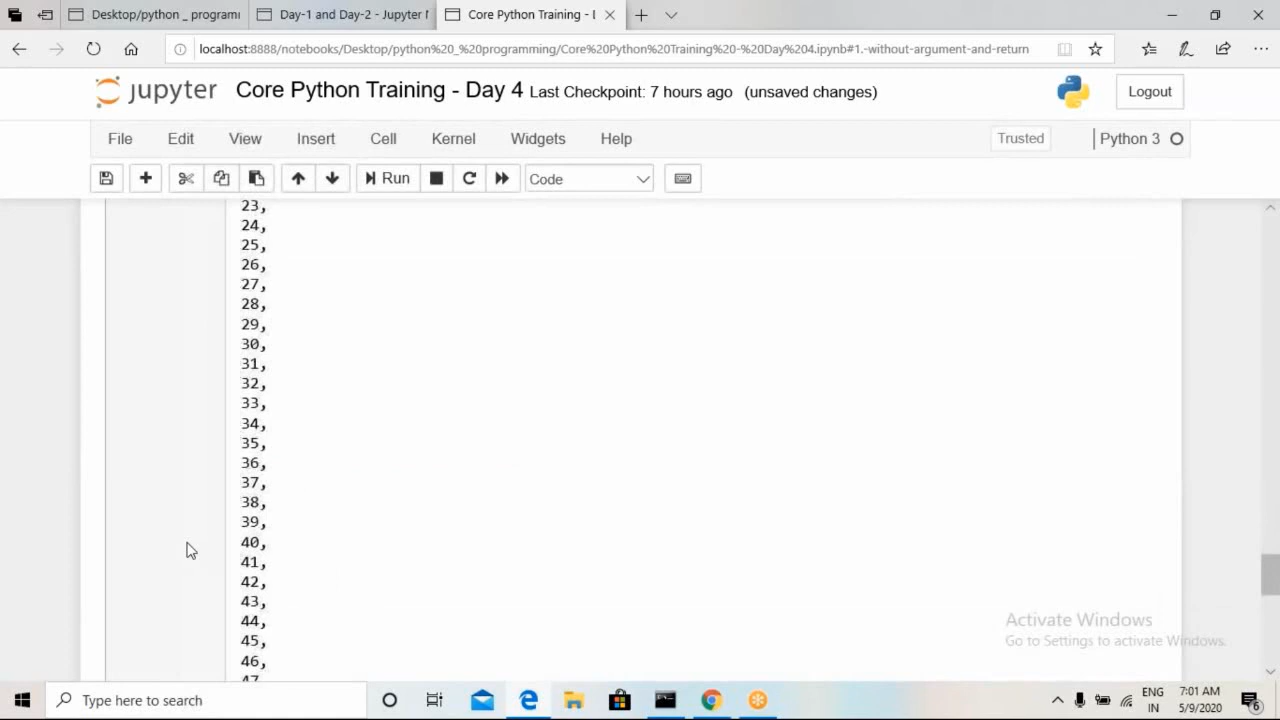 Desktop/python _ programi
Day-1 and Day-2 - Jupyter N
Core Python Training - D
localhost:8888/notebooks/Desktop/python%20_%20programming/Core%20Python%20Training%20-%20Day%204.ipynb#1.-without-argument-and-return
jupyter Core Python Training - Day 4 Last Checkpoint: 7 hours ago (unsaved changes)
Logout
File Edit View Insert Cell Kernel Widgets Help
Trusted
Python 3
Run
Code
23,
24,
25,
26,
27,
28,
29,
30,
31,
32,
33,
34,
35,
36,
37,
38,
39,
40,
41,
42,
43,
44,
45,
46,
47
Activate Windows
Go to Settings to activate Windows.
Type here to search
ENG
IN
7:01 AM
5/9/2020
6